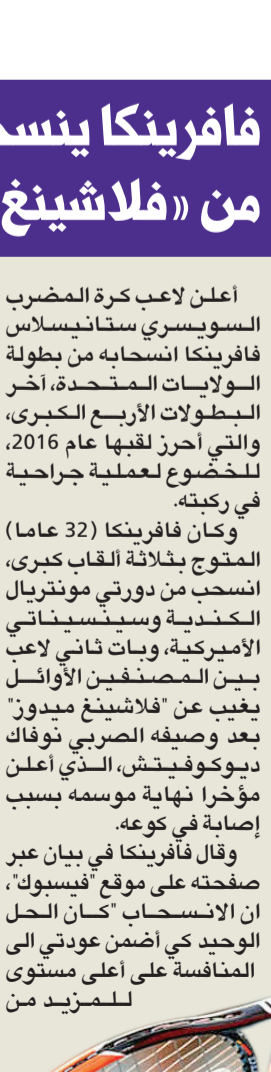 فافرينكا ينسح
من «فلاشينغ
أعلن لاعب كرة المضرب
السويسري ستانيسلاس
فافرينكا انسحابه من بطولة
الولايات المتحدة، آخر
البطولات الأربع الكبرى،
والتي أحرز لقبها عام 2016،
للخضوع لعملية جراحية
في ركبته.
وكان فافرينكا (32 عاما)
المتوج بثلاثة ألقاب كبرى،
انسحب من دورتي مونتريال
الكندية وسينسيناتي
الأميركية، وبات ثاني لاعب
بين المصنفين الأوائل
يغيب عن "فلاشينغ ميدوز"
بعد وصيفه الصربي نوفاك
ديوكوفيتش، الذي أعلن
مؤخرا نهاية موسمه بسبب
إصابة في كوعه.
وقال فافرينكا في بيان عبر
صفحته على موقع "فيسبوك"،
ان الانسحاب "كان الحل
الوحيد كي أضمن عودتي الى
المنافسة على أعلى مستوى
للمزيد من